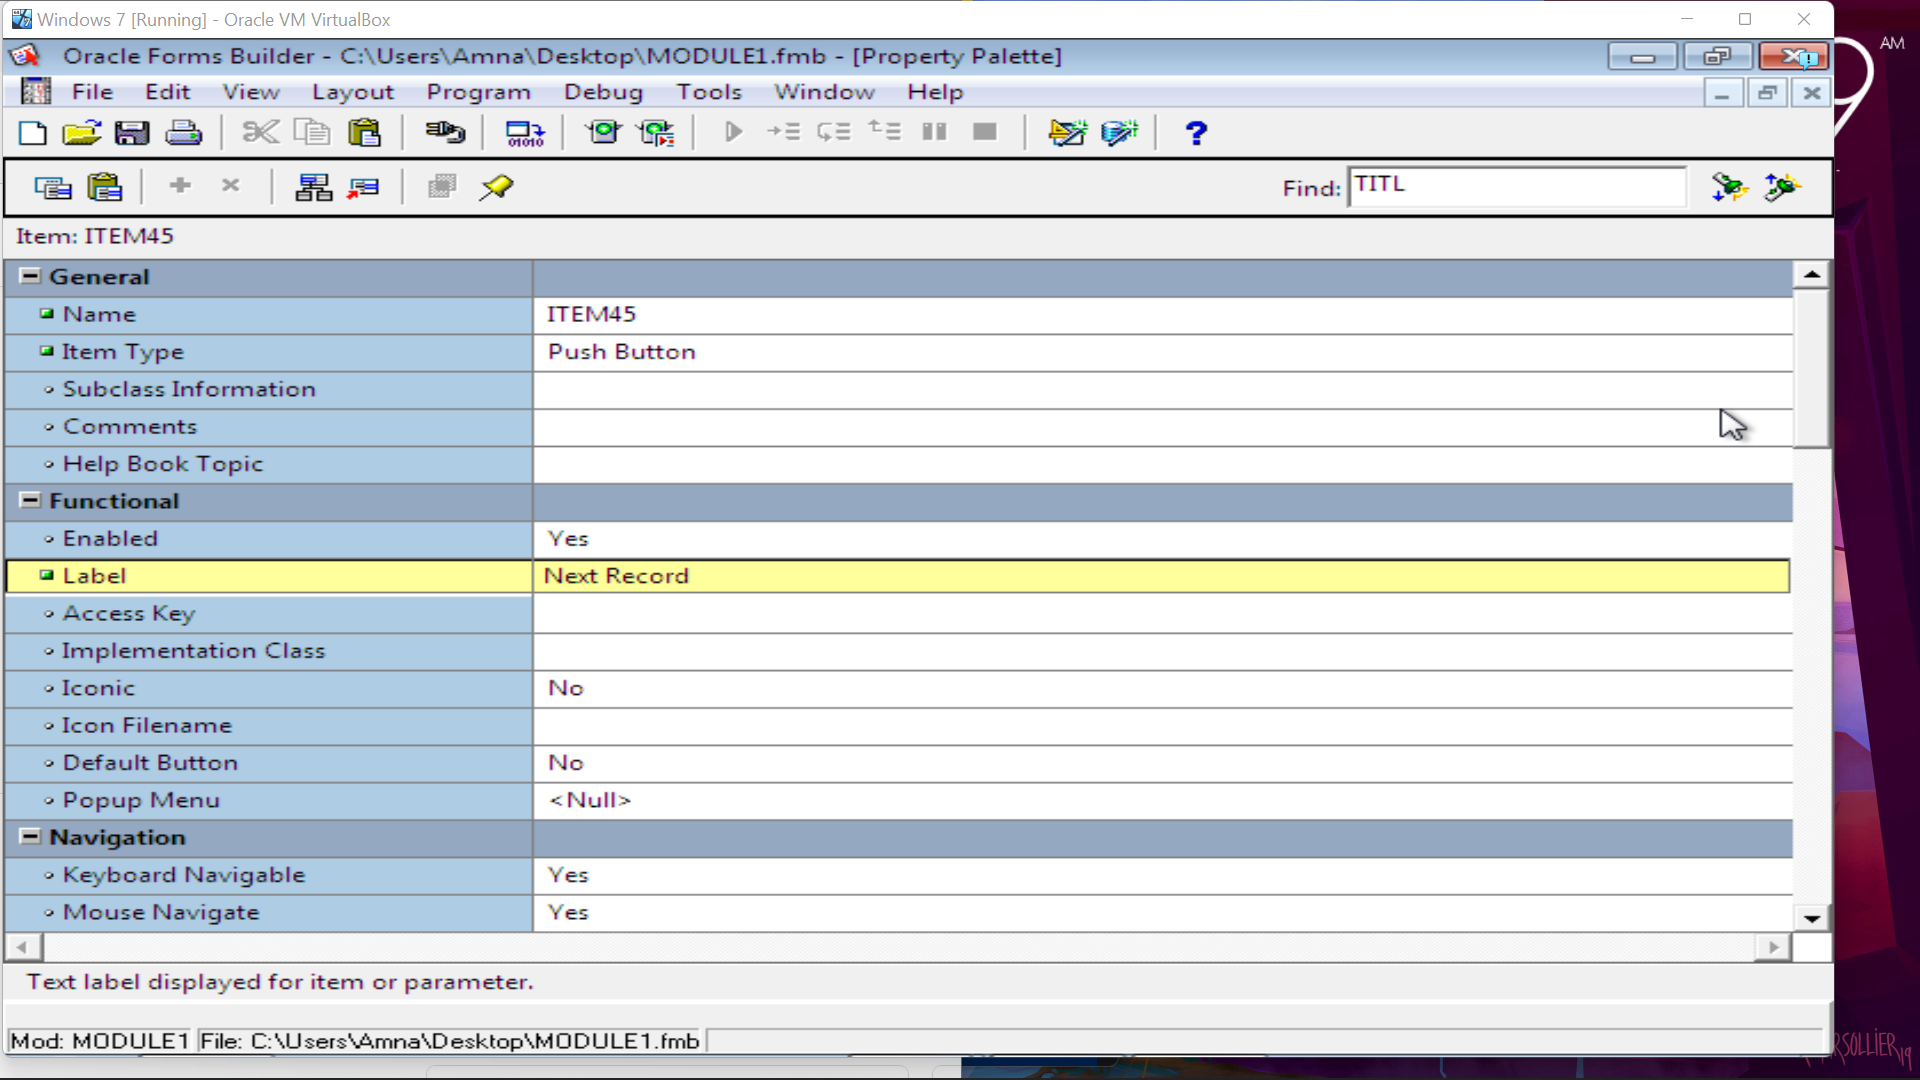 Windows 7 [Running] - Oracle VM VirtualBox
Oracle Forms Builder - C:\Users\Amna\Desktop\MODULE1.fmb - [Property Palette]
AM
File Edit View Layout Program Debug Tools Window Help
Find: TITL
Item: ITEM45
General
Name ITEM45
Item Type Push Button
Subclass Information
Comments
Help Book Topic
Functional
Enabled Yes
Label Next Record
Access Key
Implementation Class
Iconic No
Icon Filename
Default Button No
Popup Menu <Null>
Navigation
Keyboard Navigable Yes
Mouse Navigate Yes
Text label displayed for item or parameter.
Mod: MODULE1 File: C:\Users\Amna\Desktop\MODULE1.fmb